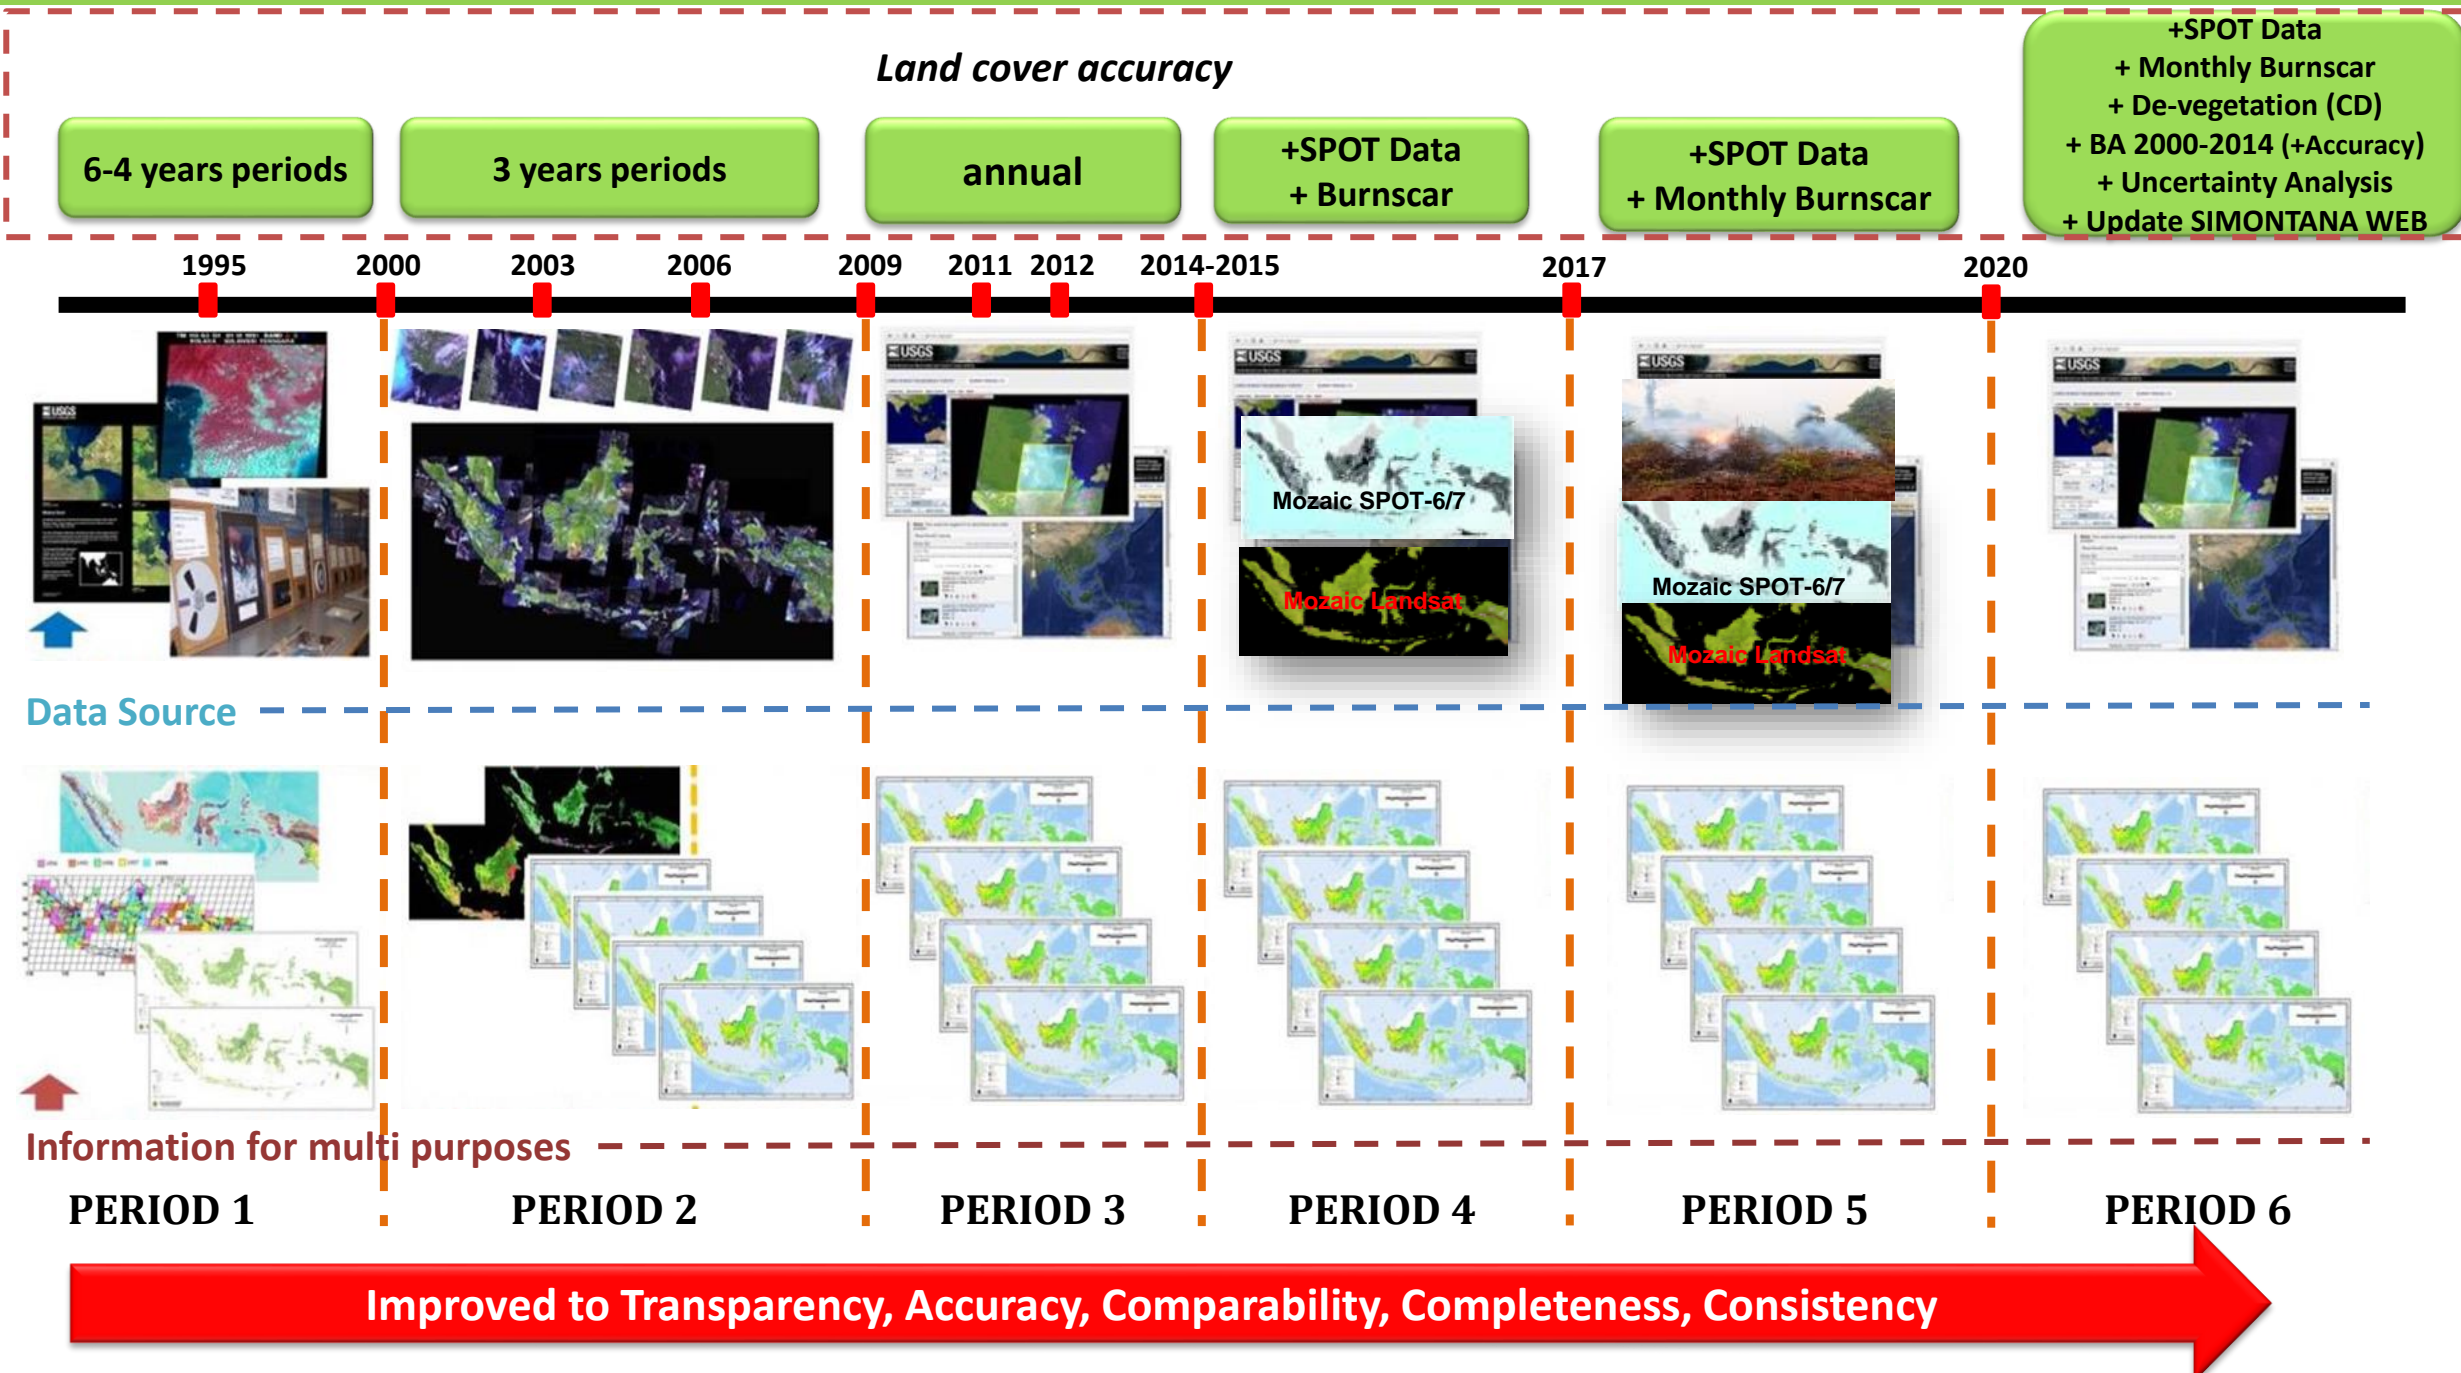 Land cover accuracy
6-4 years periods
3 years periods
annual
+SPOT Data
+ Burnscar
+SPOT Data
+ Monthly Burnscar
+SPOT Data
+ Monthly Burnscar
+ De-vegetation (CD)
+ BA 2000-2014 (+Accuracy)
+ Uncertainty Analysis
+ Update SIMONTANA WEB
1995
2000
2003
2006
2009
2011
2012
2014-2015
2017
2020
USGS
USGS
USGS
USGS
USGS
Mozaic SPOT-6/7
Mozaic Landsat
Mozaic SPOT-6/7
Mozaic Landsat
Data Source
Information for multi purposes
PERIOD 1
PERIOD 2
PERIOD 3
PERIOD 4
PERIOD 5
PERIOD 6
Improved to Transparency, Accuracy, Comparability, Completeness, Consistency